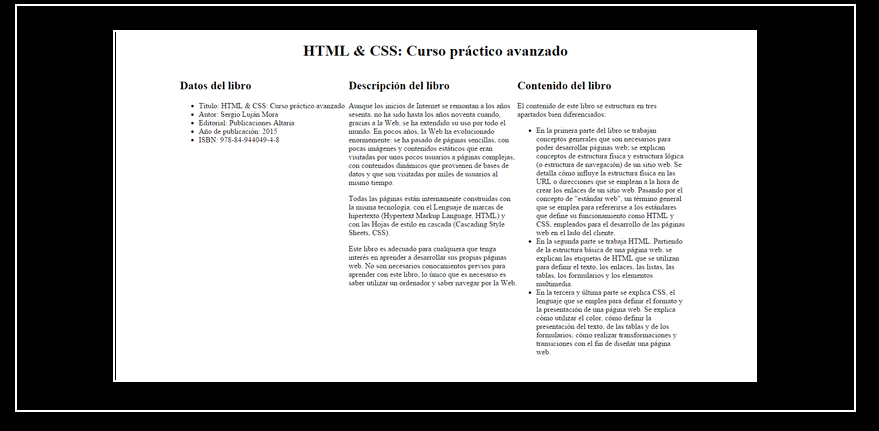 HTML & CSS: Curso práctico avanzado
Datos del libro
Título: HTML & CSS: Curso práctico avanzado
Autor: Sergio Luján Mora
Editorial: Publicaciones Altaria
Año de publicación: 2015
ISBN: 978-84-944049-4-8
Descripción del libro
Aunque los inicios de Internet se remontan a los años
sesenta, no ha sido hasta los años noventa cuando,
gracias a la Web, se ha extendido su uso por todo el
mundo. En pocos años, la Web ha evolucionado
enormemente: se ha pasado de páginas sencillas, con
pocas imágenes y contenidos estáticos que eran
visitadas por unos pocos usuarios a páginas complejas,
con contenidos dinámicos que provienen de bases de
datos y que son visitadas por miles de usuarios al
mismo tiempo.
Todas las páginas están internamente construidas con
la misma tecnología, con el Lenguaje de marcas de
hipertexto (Hypertext Markup Language, HTML) y
con las Hojas de estilo en cascada (Cascading Style
Sheets, CSS).
Este libro es adecuado para cualquiera que tenga
interés en aprender a desarrollar sus propias páginas
web. No son necesarios conocimientos previos para
aprender con este libro, lo único que es necesario es
saber utilizar un ordenador y saber navegar por la Web.
Contenido del libro
El contenido de este libro se estructura en tres
apartados bien diferenciados:
En la primera parte del libro se trabajan
conceptos generales que son necesarios para
poder desarrollar páginas web: se explican
conceptos de estructura física y estructura lógica
(o estructura de navegación) de un sitio web. Se
detalla cómo influye la estructura física en las
URL o direcciones que se emplean a la hora de
crear los enlaces de un sitio web. Pasando por el
concepto de "estándar web", un término general
que se emplea para refererirse a los estándares
que define su funcionamiento como HTML y
CSS, empleados para el desarrollo de las páginas
web en el lado del cliente.
En la segunda parte se trabaja HTML. Partiendo
de la estructura básica de una página web, se
explican las etiquetas de HTML que se utilizan
para definir el texto, los enlaces, las listas, las
tablas, los formularios y los elementos
multimedia.
En la tercera y última parte se explica CSS, el
lenguaje que se emplea para definir el formato y
la presentación de una página web. Se explica
cómo utilizar el color, cómo definir la
presentación del texto, de las tablas y de los
formularios; cómo realizar transformaciones y
transiciones con el fin de diseñar una página
web.